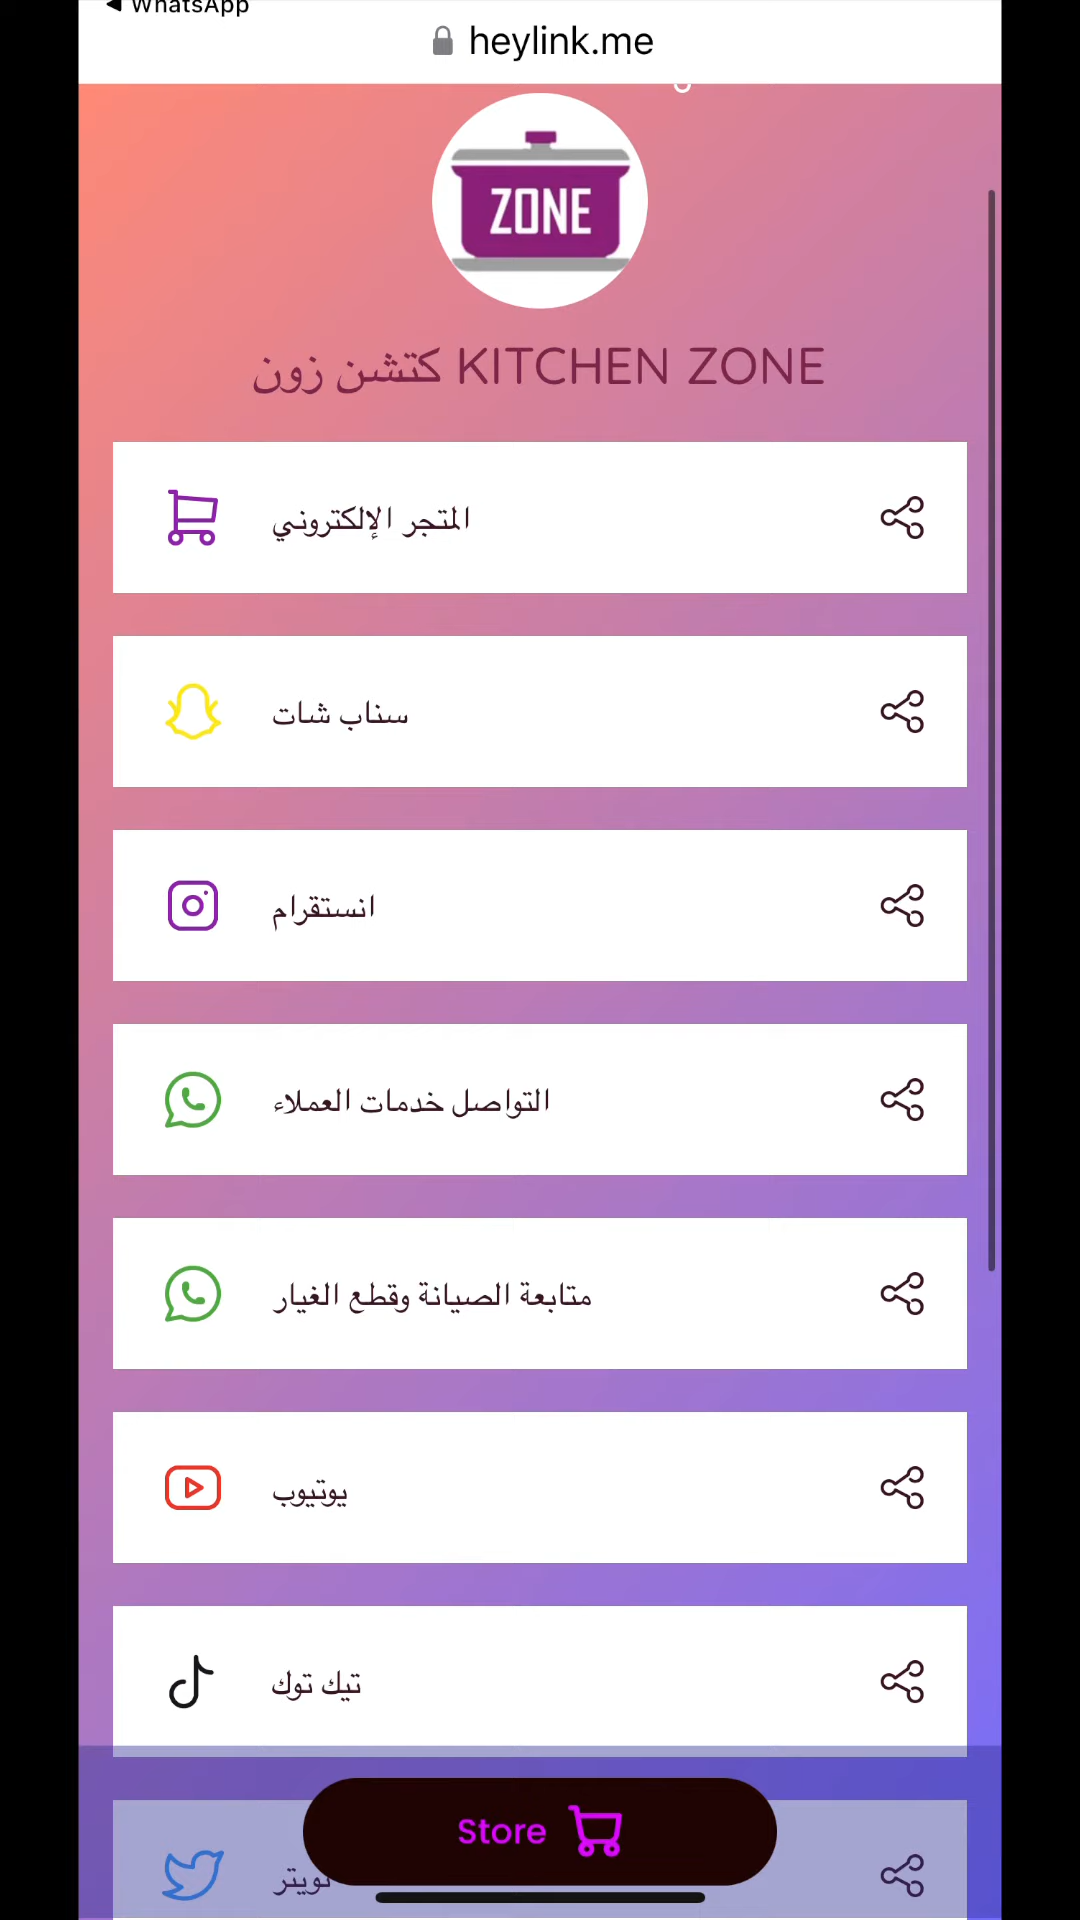 WhatsApp
heylink.me
ZONE
KITCHEN ZONE كتشن زون
المتجر الإلكتروني
سناب شات
انستقرام
التواصل خدمات العملاء
متابعة الصيانة وقطع الغيار
يوتيوب
تيك توك
Store
تويتر